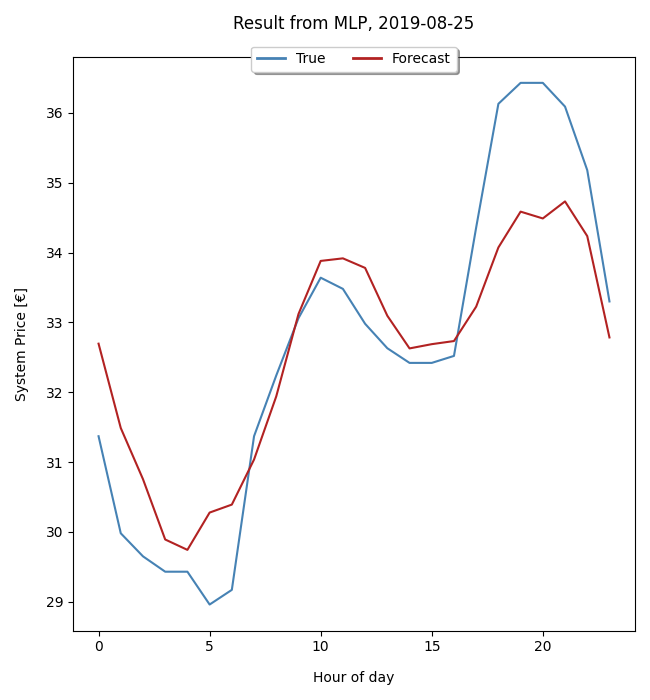 Result from MLP, 2019-08-25
True Forecast
36
35
34
33
32
31
30
29
System Price [€]
0 5 10 15 20
Hour of day